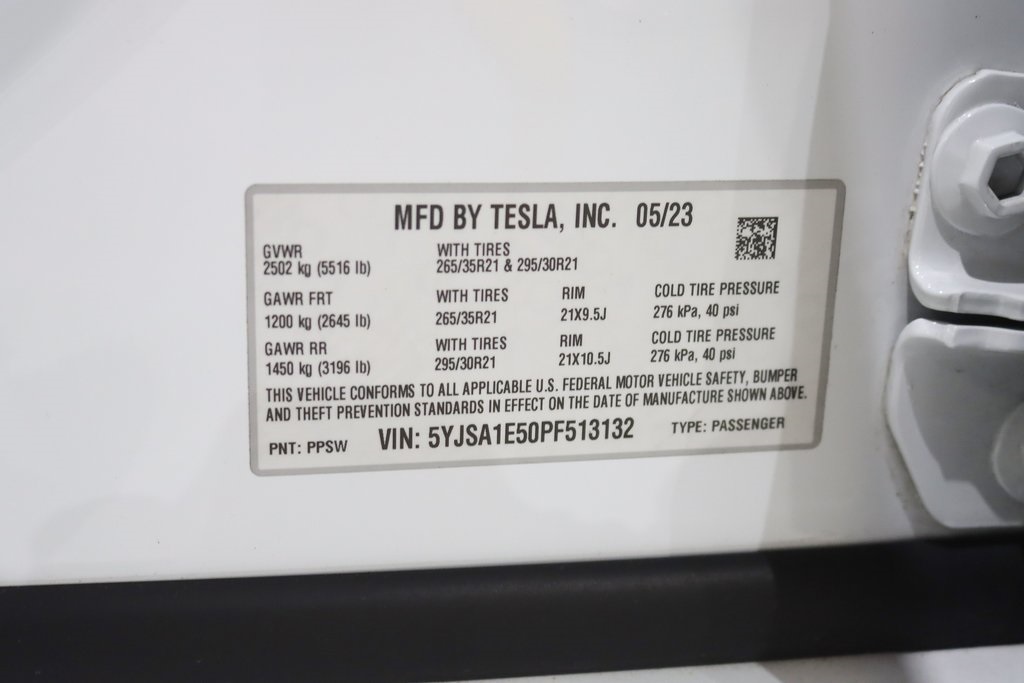 MFD BY TESLA, INC. 05/23
GVWR WITH TIRES
2502 kg (5516 lb) 265/35R21 & 295/30R21
GAWR FRT WITH TIRES RIM COLD TIRE PRESSURE
1200 kg (2645 lb) 265/35R21 21X9.5J 276 kPa, 40 psi
GAWR RR WITH TIRES RIM COLD TIRE PRESSURE
1450 kg (3196 lb) 295/30R21 21X10.5J 276 kPa, 40 psi
THIS VEHICLE CONFORMS TO ALL APPLICABLE U.S. FEDERAL MOTOR VEHICLE SAFETY, BUMPER
AND THEFT PREVENTION STANDARDS IN EFFECT ON THE DATE OF MANUFACTURE SHOWN ABOVE.
PNT: PPSW VIN: 5YJSA1E50PF513132 TYPE: PASSENGER